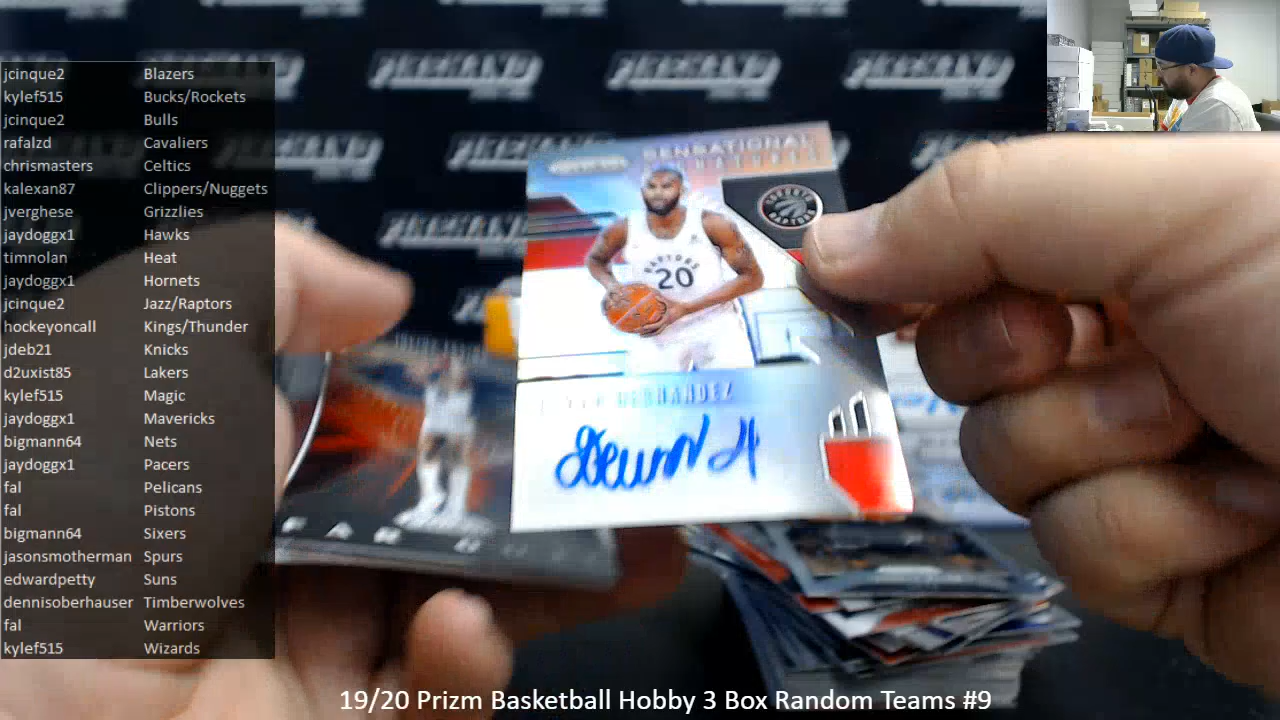 jcinque2 Blazers
kylef515 Bucks/Rockets
jcinque2 Bulls
rafalzd Cavaliers
chrismasters Celtics
kalexan87 Clippers/Nuggets
jverghese Grizzlies
jaydoggx1 Hawks
timnolan Heat
jaydoggx1 Hornets
jcinque2 Jazz/Raptors
hockeyoncall Kings/Thunder
jdeb21 Knicks
d2uxist85 Lakers
kylef515 Magic
jaydoggx1 Mavericks
bigmann64 Nets
jaydoggx1 Pacers
fal Pelicans
fal Pistons
bigmann64 Sixers
jasonsmotherman Spurs
edwardpetty Suns
dennisoberhauser Timberwolves
fal Warriors
kylef515 Wizards
SENSATIONAL
RAPTORS
20
HERNANDEZ
FAR
19/20 Prizm Basketball Hobby 3 Box Random Teams #9